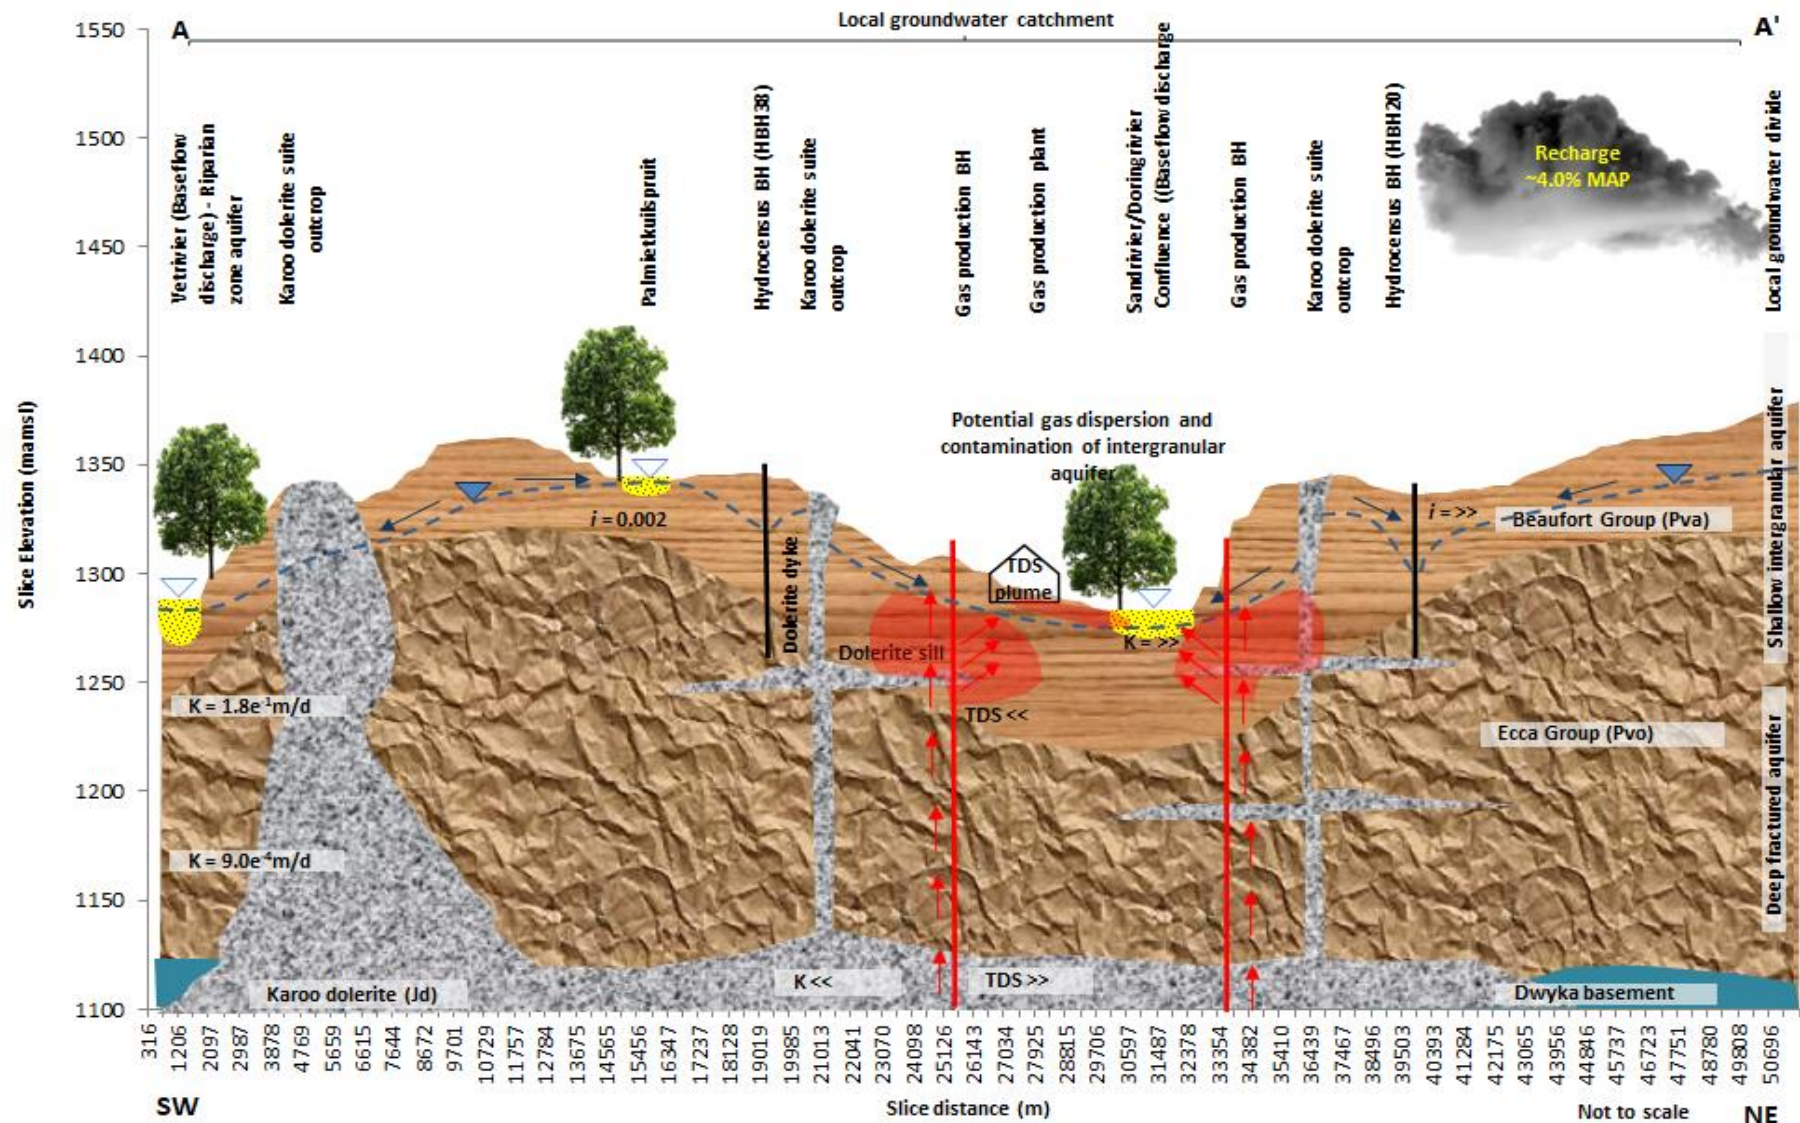 Local groundwater catchment
A
A'
1550
1500
1450
1400
1350
1300
1250
1200
1150
1100
Slice Elevation (mamsl)
Vetrivier (Baseflow
discharge) - Riparian
zone aquifer
Karoo dolerite suite
outcrop
Palmietkuilspruit
Hydrocensus BH (HBH38)
Karoo dolerite suite
outcrop
Gas production BH
Gas production plant
Sandrivier/Doringrivier
Confluence ((Baseflow discharge
Gas production BH
Karoo dolerite suite
outcrop
Hydrocensus BH (HBH20)
Recharge
~4.0% MAP
Local groundwater divide
Potential gas dispersion and
contamination of intergranular
aquifer
i = 0.002
i = >>
Beaufort Group (Pva)
Shallow intergranular aquifer
TDS
plume
Dolerite dyke
Dolerite sill
K = >>
K = 1.8e-1m/d
TDS <<
Ecca Group (Pvo)
Deep fractured aquifer
K = 9.0e-4m/d
Karoo dolerite (Jd)
K <<
TDS >>
Dwyka basement
316
1206
2097
2987
3878
4769
5659
6615
7644
8672
9701
10729
11757
12784
13675
14565
15456
16347
17237
18128
19019
19985
21013
22041
23070
24098
25126
26143
27034
27925
28815
29706
30597
31487
32378
33354
34382
35410
36439
37467
38496
39503
40393
41284
42175
43065
43956
44846
45737
46723
47751
48780
49808
50696
SW
Slice distance (m)
Not to scale
NE